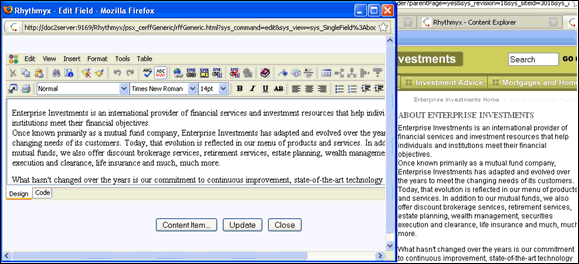 Rhythmyx - Edit Field - Mozilla Firefox
http://doc2server:9169/Rhythmyx/psx_cerffGeneric/rffGeneric.html?sys_command=edit&sys_view=sys_SingleField%3Aboc
Edit View Insert Format Tools Table
ABC
Normal Times New Roman 14pt B I U AB
Enterprise Investments is an international provider of financial services and investment resources that help indivi
institutions meet their financial objectives.
Once known primarily as a mutual fund company, Enterprise Investments has adapted and evolved over the years
changing needs of its customers. Today, that evolution is reflected in our menu of products and services. In addi
mutual funds, we also offer discount brokerage services, retirement services, estate planning, wealth management
execution and clearance, life insurance and much, much more.
What hasn't changed over the years is our commitment to continuous improvement, state-of-the-art technology
Design Code
Content Item... Update Close
/folder/parentPage=yes&sys_revision=1&sys_siteid=301&sys_
Rhythmyx - Content Explorer
vestments
Search GO
Investment Advice Mortgages and Home
Enterprise Investments Home
ABOUT ENTERPRISE INVESTMENTS
Enterprise Investments is an international provider of
financial services and investment resources that help
individuals and institutions meet their financial
objectives.
Once known primarily as a mutual fund company,
Enterprise Investments has adapted and evolved over
the years to meet the changing needs of its customers.
Today, that evolution is reflected in our menu of products
and services. In addition to our mutual funds, we also
offer discount brokerage services, retirement services,
estate planning, wealth management, securities
execution and clearance, life insurance and much, much
more.
What hasn't changed over the years is our commitment
to continuous improvement, state-of-the-art technology